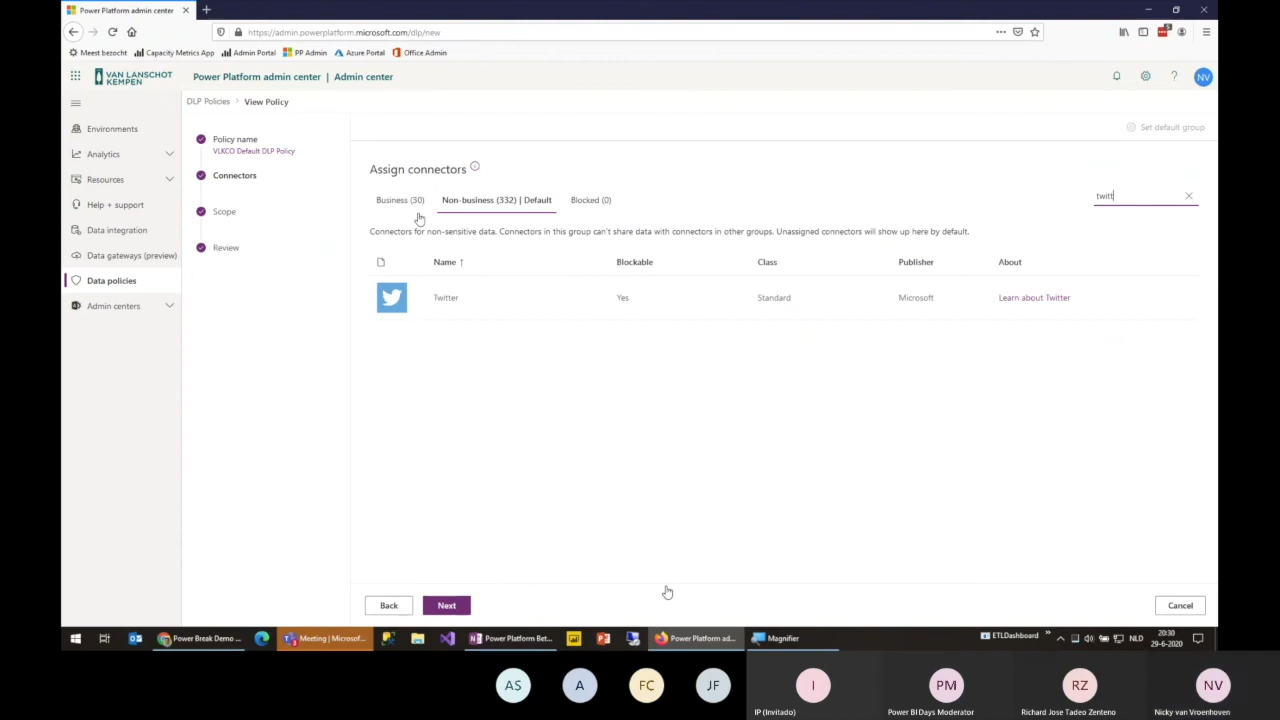 Power Platform admin center
https://admin.powerplatform.microsoft.com/dlp/new
Meest bezocht
Capacity Metrics App
Admin Portal
PP Admin
Azure Portal
Office Admin
VAN LANSCHOT
KEMPEN
Power Platform admin center | Admin center
?
NV
DLP Policies > View Policy
Environments
Analytics
Resources
Help + support
Data integration
Data gateways (preview)
Data policies
Admin centers
Policy name
VLKCO Default DLP Policy
Connectors
Scope
Review
Set default group
Assign connectors
twitt
Business (30)
Non-business (332) | Default
Blocked (0)
Connectors for non-sensitive data. Connectors in this group can't share data with connectors in other groups. Unassigned connectors will show up here by default.
Name ↑ Blockable Class Publisher About
Twitter Yes Standard Microsoft Learn about Twitter
Back
Next
Cancel
Power Break Demo ...
Meeting | Microsof...
Power Platform Bet...
Power Platform ad...
Magnifier
ETLDashboard
NLD
20:30
29-6-2020
AS
A
FC
JF
I
IP (Invitado)
PM
Power BI Days Moderator
RZ
Richard Jose Tadeo Zenteno
NV
Nicky van Vroenhoven